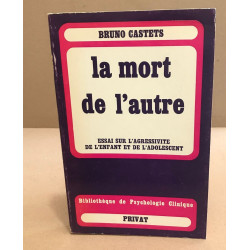 BRUNO CASTETS
la mort
de l'autre
ESSAI SUR L'AGRESSIVITE
DE L'ENFANT ET DE L'ADOLESCENT
Bibliothèque de Psychologie Clinique
PRIVAT